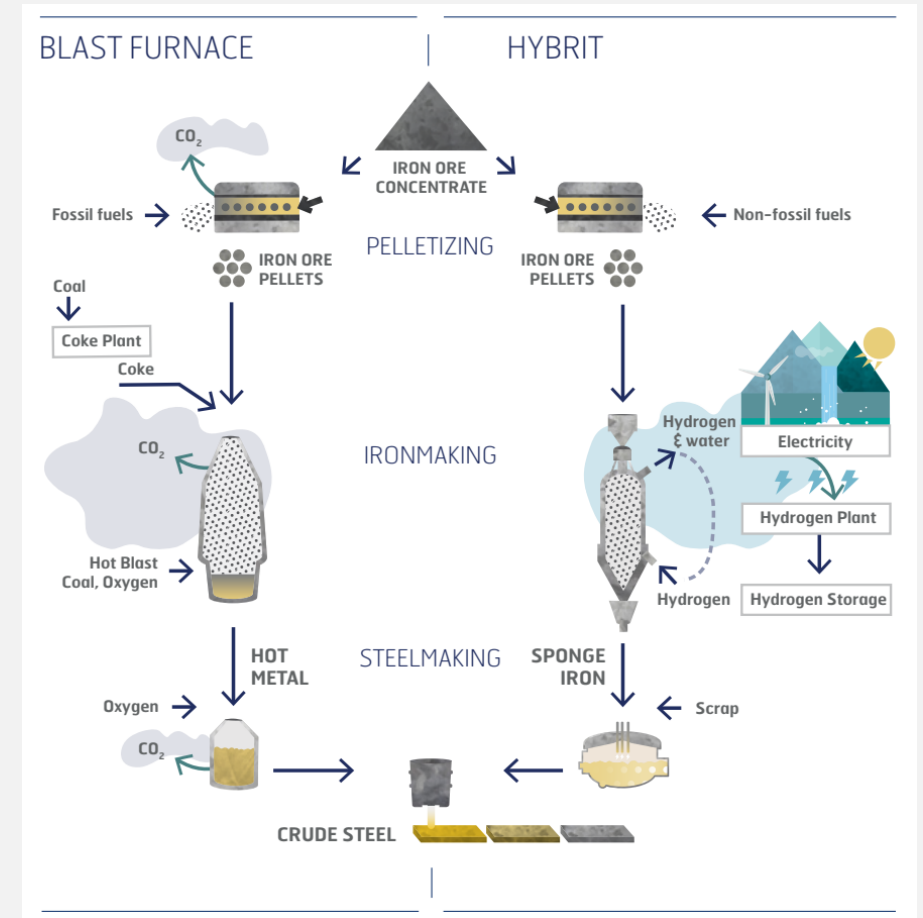 BLAST FURNACE
HYBRIT
CO₂
IRON ORE
CONCENTRATE
Fossil fuels
Non-fossil fuels
PELLETIZING
IRON ORE
PELLETS
IRON ORE
PELLETS
Coal
Coke Plant
Coke
CO₂
IRONMAKING
Hydrogen
& water
Electricity
Hydrogen Plant
Hot Blast
Coal, Oxygen
Hydrogen
Hydrogen Storage
HOT
METAL
STEELMAKING
SPONGE
IRON
Oxygen
Scrap
CO₂
CRUDE STEEL